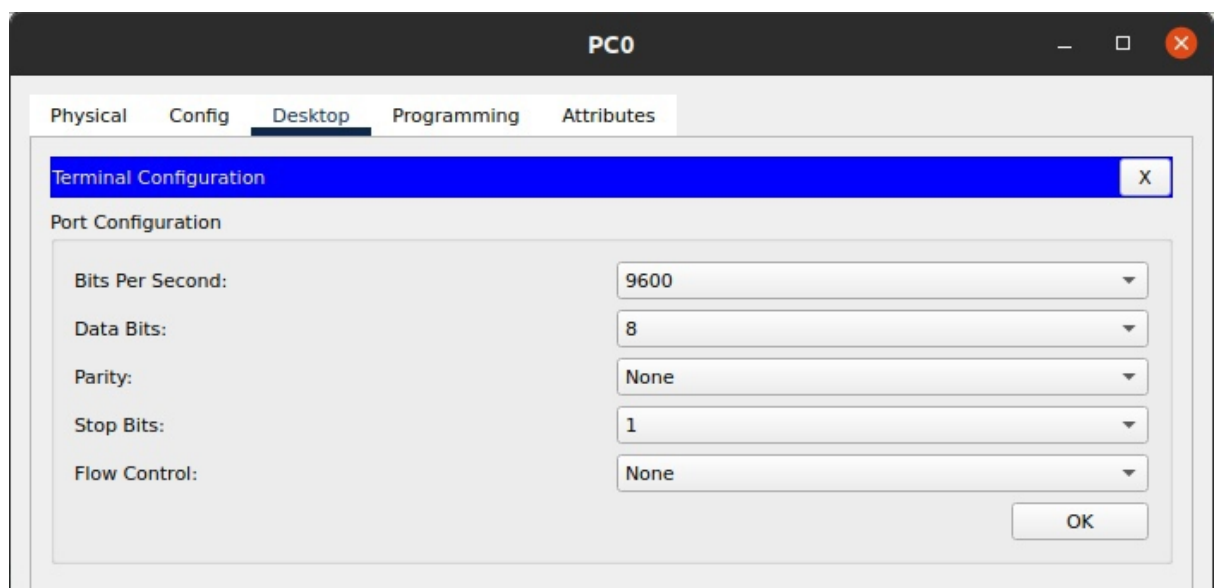 PC0
Physical Config Desktop Programming Attributes
Terminal Configuration X
Port Configuration
Bits Per Second: 9600
Data Bits: 8
Parity: None
Stop Bits: 1
Flow Control: None
OK